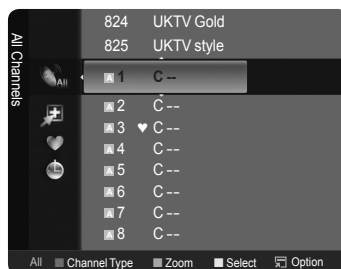 All Channels
824 UKTV Gold
825 UKTV style
All
A 1 C --
A 2 C --
A 3 ♥ C --
A 4 C --
A 5 C --
A 6 C --
A 7 C --
A 8 C --
All Channel Type Zoom Select Option